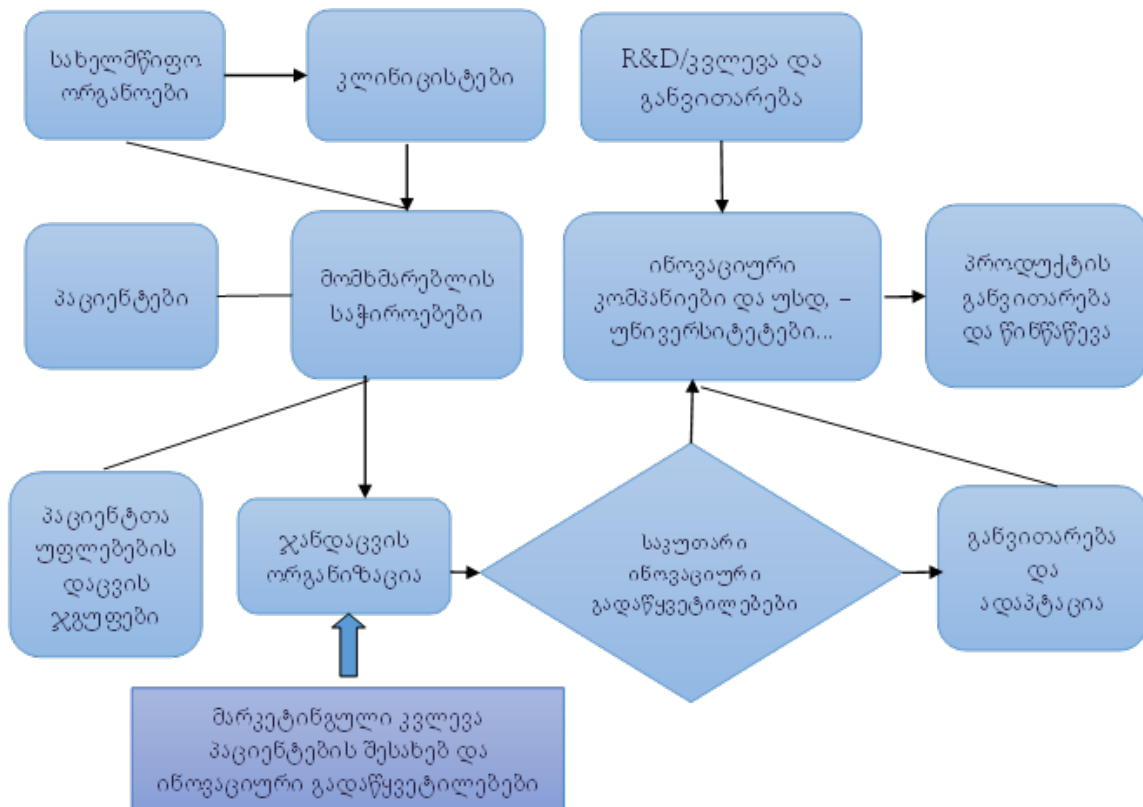 სახელმწიფო
ორგანოები
კლინიცისტები
R&D/კვლევა და
განვითარება
პაციენტები
მომხმარებლის
საჭიროებები
ინოვაციური
კომპანიები და უსდ, –
უნივერსიტეტები...
პროდუქტის
განვითარება
და წინწაწევა
პაციენტთა
უფლებების
დაცვის
ჯგუფები
ჯანდაცვის
ორგანიზაცია
საკუთარი
ინოვაციური
გადაწყვეტილებები
განვითარება
და
ადაპტაცია
მარკეტინგული კვლევა
პაციენტების შესახებ და
ინოვაციური გადაწყვეტილებები